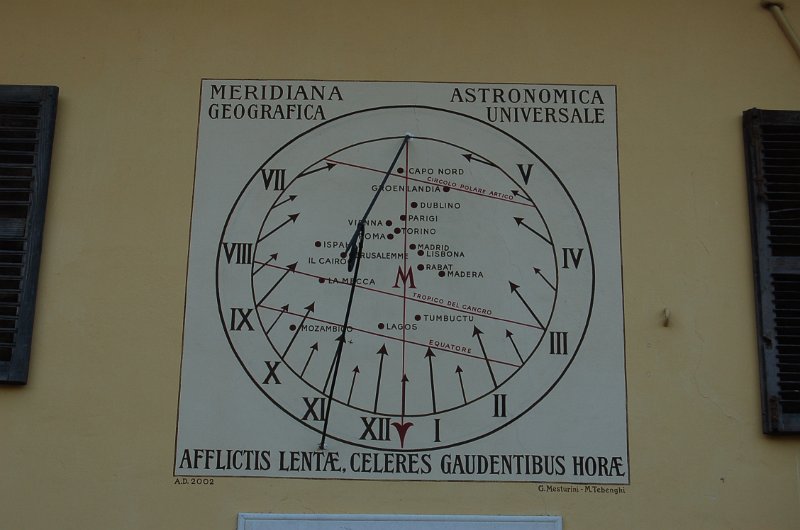 MERIDIANA ASTRONOMICA
GEOGRAFICA UNIVERSALE
V
CAPO NORD
VII
CIRCOLO POLARE ARTICO
GROENLANDIA
DUBLINO
PARIGI
VIENNA
TORINO
ROMA
ISPAHAN
MADRID
VIII
IV
LISBONA
GERUSALEMME
IL CAIRO
RABAT
MADERA
M
LA MECCA
TROPICO DEL CANCRO
TUMBUCTU
IX
MOZAMBICO
LAGOS
III
EQUATORE
X
XI
II
XII
I
AFFLICTIS LENTÆ, CELERES GAUDENTIBUS HORÆ
A.D. 2002
G. Mesturini - M. Tebenghi